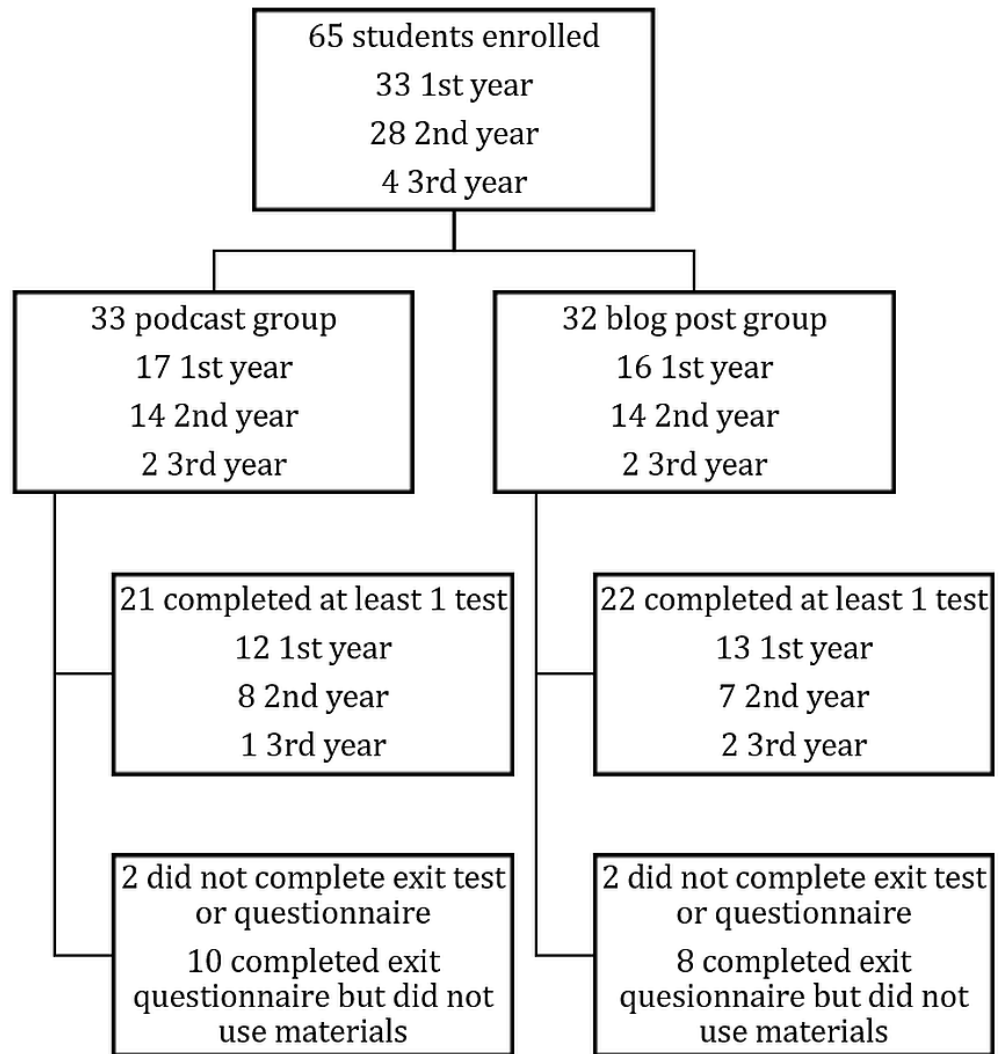 65 students enrolled
33 1st year
28 2nd year
4 3rd year
33 podcast group
17 1st year
14 2nd year
2 3rd year
32 blog post group
16 1st year
14 2nd year
2 3rd year
21 completed at least 1 test
12 1st year
8 2nd year
1 3rd year
22 completed at least 1 test
13 1st year
7 2nd year
2 3rd year
2 did not complete exit test
or questionnaire
10 completed exit
questionnaire but did not
use materials
2 did not complete exit test
or questionnaire
8 completed exit
quesionnaire but did not
use materials